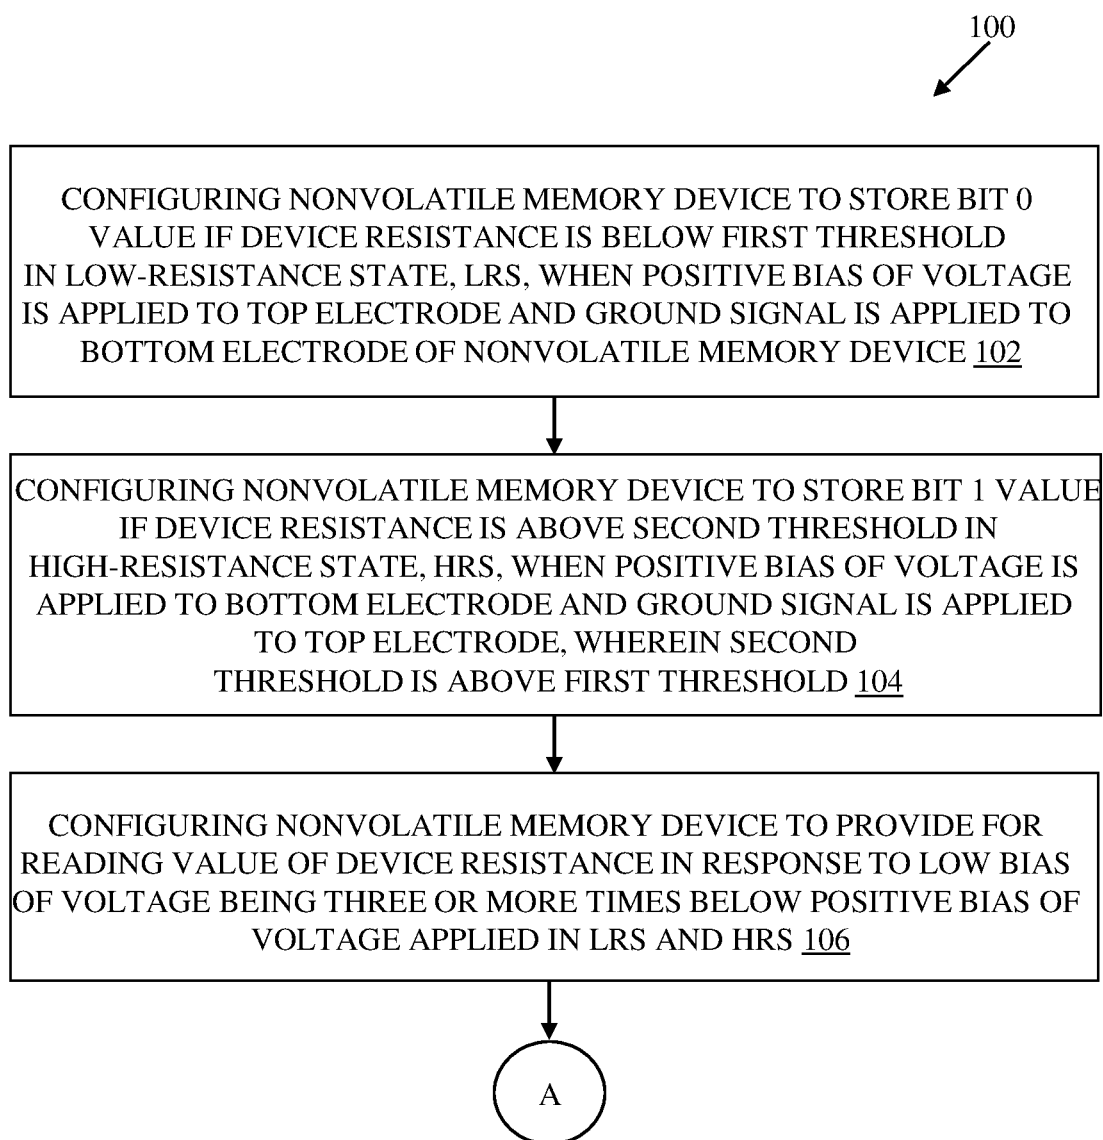 100
CONFIGURING NONVOLATILE MEMORY DEVICE TO STORE BIT 0
VALUE IF DEVICE RESISTANCE IS BELOW FIRST THRESHOLD
IN LOW-RESISTANCE STATE, LRS, WHEN POSITIVE BIAS OF VOLTAGE
IS APPLIED TO TOP ELECTRODE AND GROUND SIGNAL IS APPLIED TO
BOTTOM ELECTRODE OF NONVOLATILE MEMORY DEVICE 102
CONFIGURING NONVOLATILE MEMORY DEVICE TO STORE BIT 1 VALUE
IF DEVICE RESISTANCE IS ABOVE SECOND THRESHOLD IN
HIGH-RESISTANCE STATE, HRS, WHEN POSITIVE BIAS OF VOLTAGE IS
APPLIED TO BOTTOM ELECTRODE AND GROUND SIGNAL IS APPLIED
TO TOP ELECTRODE, WHEREIN SECOND
THRESHOLD IS ABOVE FIRST THRESHOLD 104
CONFIGURING NONVOLATILE MEMORY DEVICE TO PROVIDE FOR
READING VALUE OF DEVICE RESISTANCE IN RESPONSE TO LOW BIAS
OF VOLTAGE BEING THREE OR MORE TIMES BELOW POSITIVE BIAS OF
VOLTAGE APPLIED IN LRS AND HRS 106
A